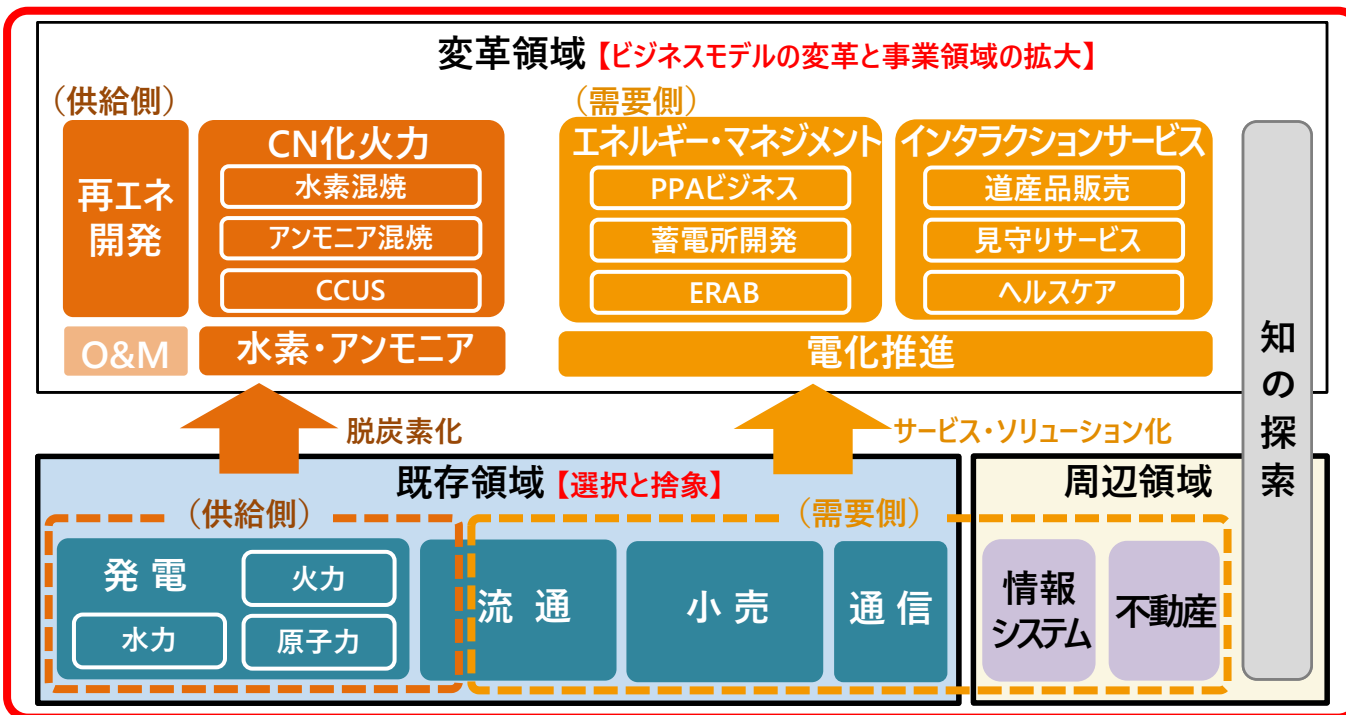 変革領域【ビジネスモデルの変革と事業領域の拡大】
（供給側）
再エネ
開発
CN化火力
水素混焼
アンモニア混焼
CCUS
O&M
水素・アンモニア
（需要側）
エネルギー・マネジメント
PPAビジネス
蓄電所開発
ERAB
インタラクションサービス
道産品販売
見守りサービス
ヘルスケア
電化推進
知の探索
脱炭素化
サービス・ソリューション化
既存領域【選択と捨象】
（供給側）
発電
火力
水力
原子力
（需要側）
流通
小売
通信
周辺領域
情報
システム
不動産